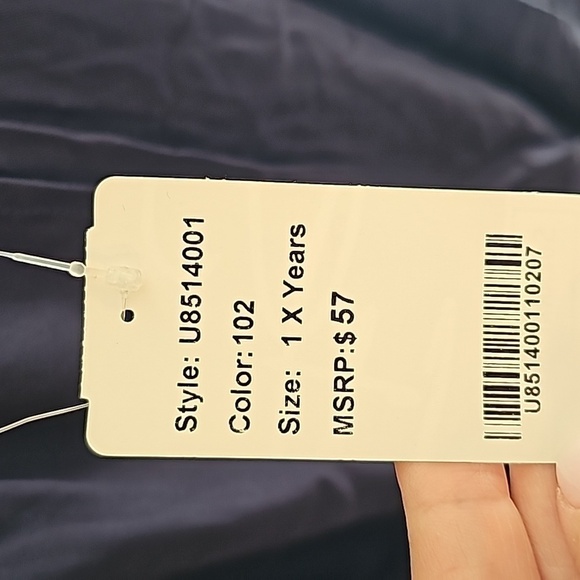 Style: U8514001
Color: 102
Size: 1 X Years
MSRP:$ 57
U851400110207